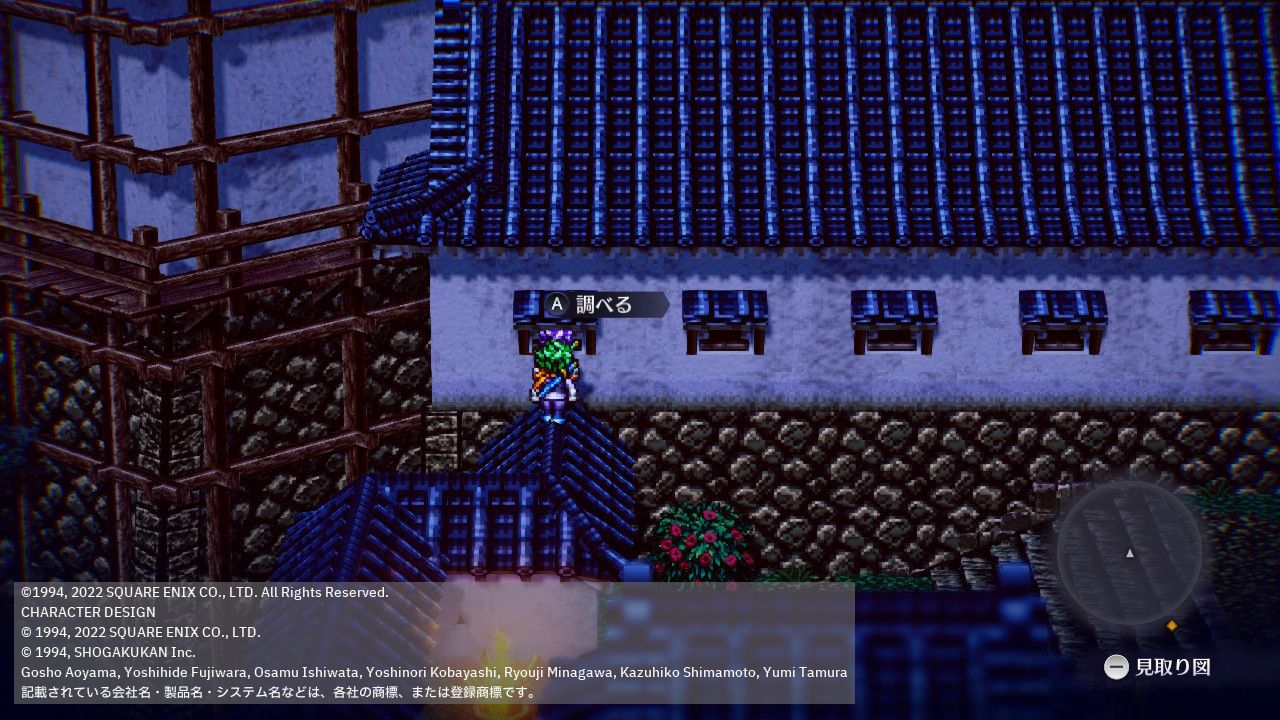 A 調べる
見取り図
©1994, 2022 SQUARE ENIX CO., LTD. All Rights Reserved.
CHARACTER DESIGN
© 1994, 2022 SQUARE ENIX CO., LTD.
© 1994, SHOGAKUKAN Inc.
Gosho Aoyama, Yoshihide Fujiwara, Osamu Ishiwata, Yoshinori Kobayashi, Ryouji Minagawa, Kazuhiko Shimamoto, Yumi Tamura
記載されている会社名・製品名・システム名などは、各社の商標、または登録商標です。